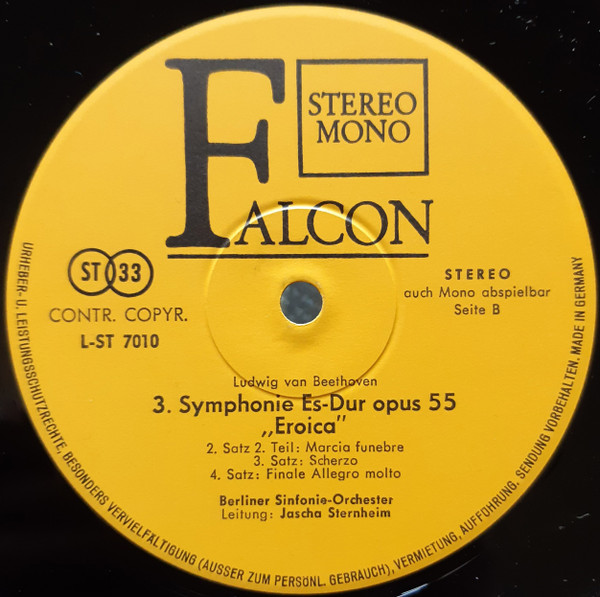 FALCON
STEREO
MONO
ST 33
CONTR. COPYR.
L-ST 7010
STEREO
auch Mono abspielbar
Seite B
Ludwig van Beethoven
3. Symphonie Es-Dur opus 55
„Eroica"
2. Satz 2. Teil: Marcia funebre
3. Satz: Scherzo
4. Satz: Finale Allegro molto
Berliner Sinfonie-Orchester
Leitung: Jascha Sternheim
URHEBER- U. LEISTUNGSSCHUTZRECHTE, BESONDERS VERVIELFÄLTIGUNG (AUSSER ZUM PERSÖNL. GEBRAUCH), VERMIETUNG, AUFFÜHRUNG, SENDUNG VORBEHALTEN. MADE IN GERMANY